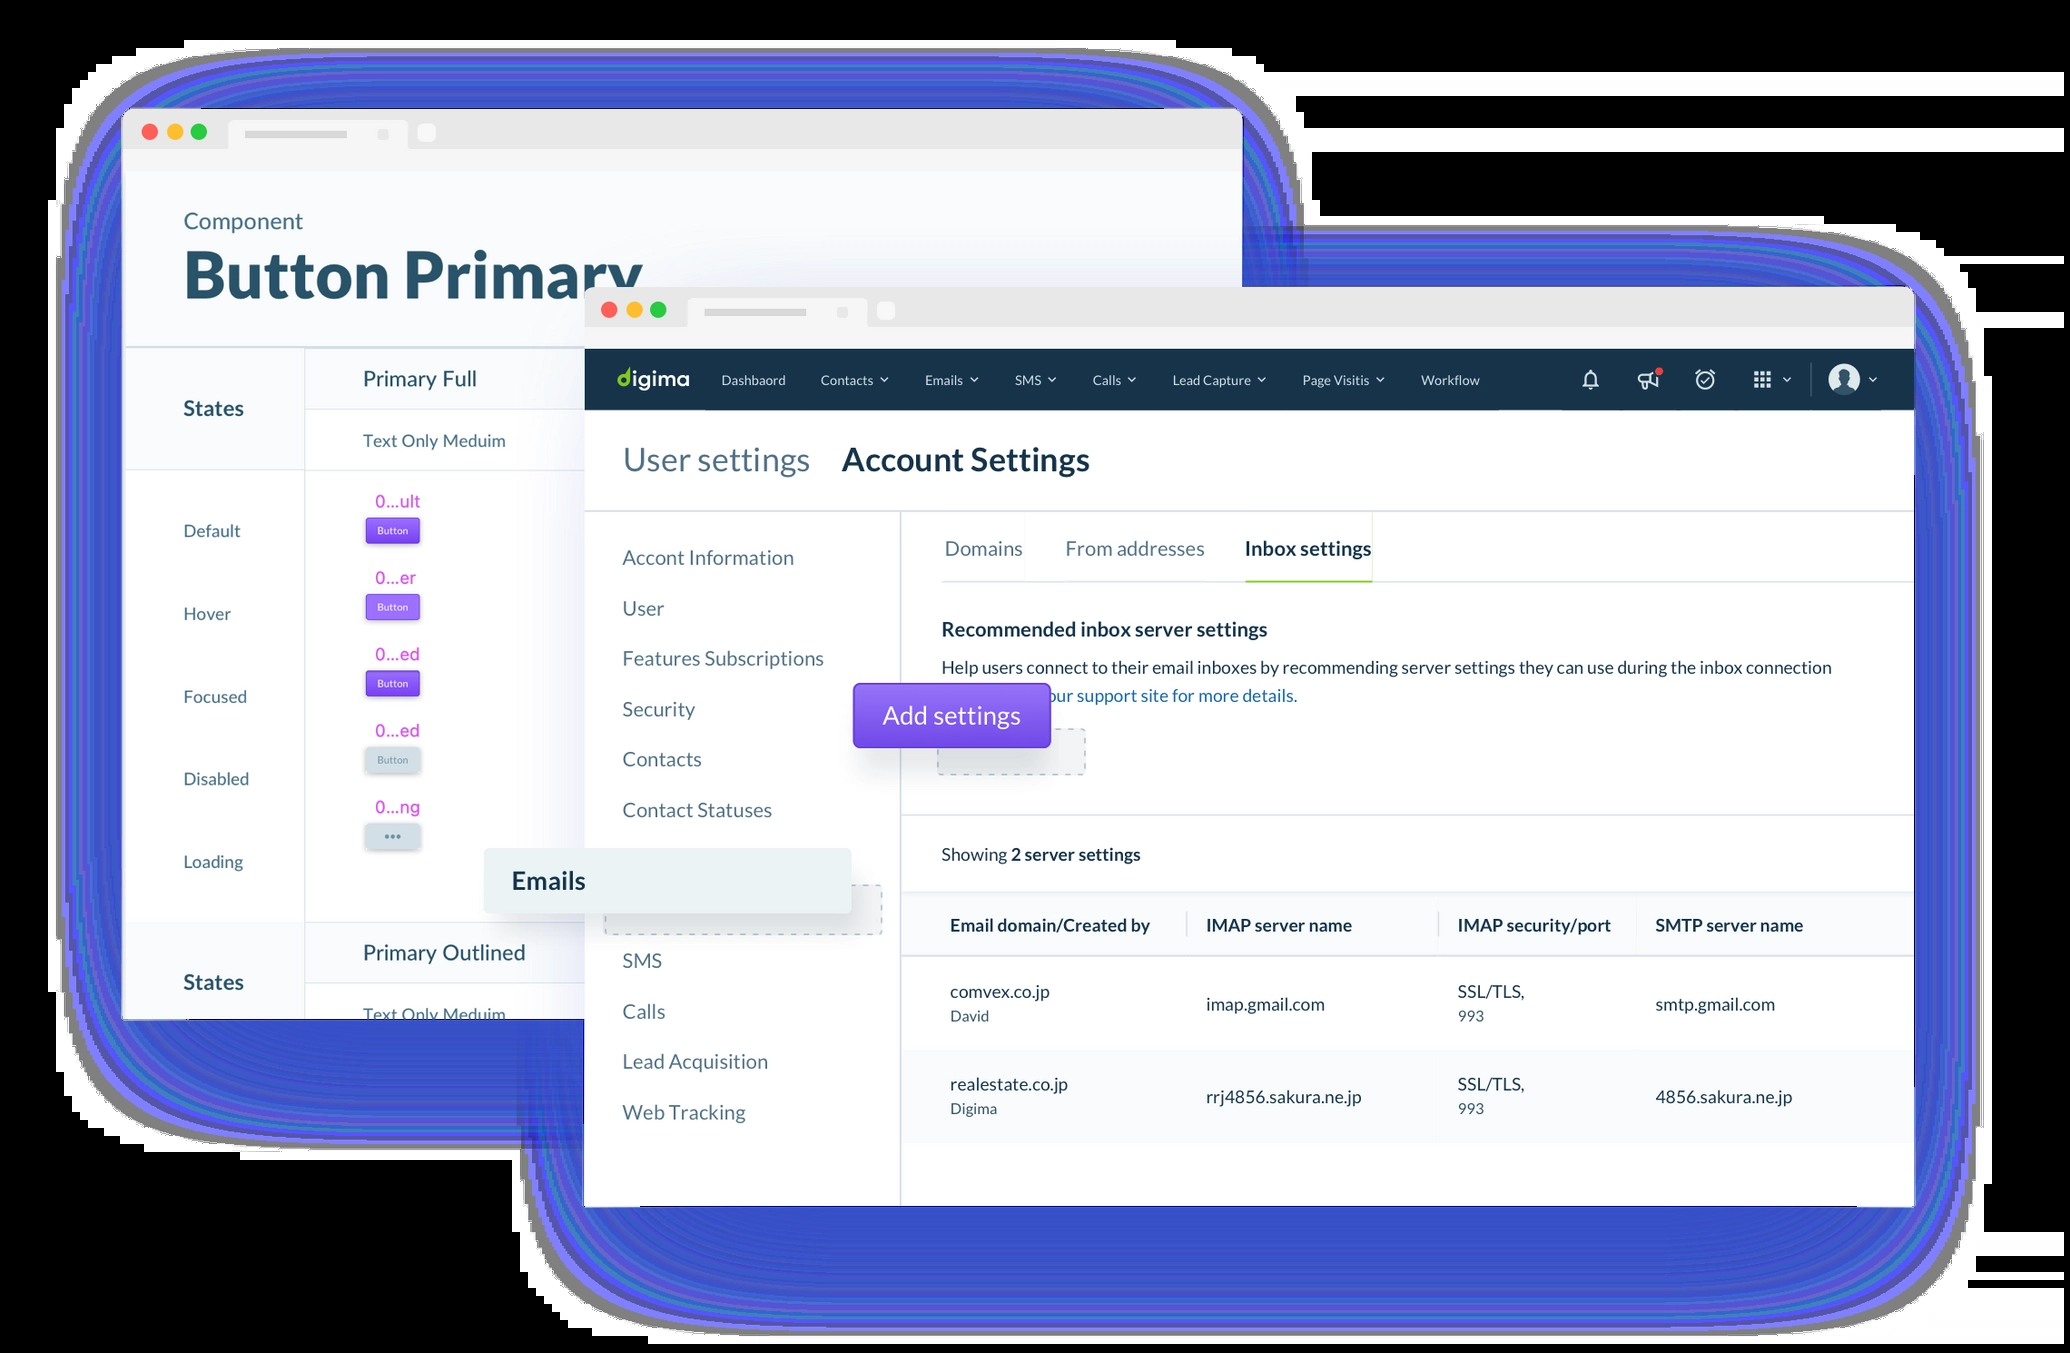 Component
Button Primary
States
Primary Full
Text Only Meduim
Default
0...ult
Button
Hover
0...er
Button
Focused
0...ed
Button
Disabled
0...ed
Button
Loading
0...ng
States
Primary Outlined
Text Only Meduim
digima
Dashbaord
Contacts
Emails
SMS
Calls
Lead Capture
Page Visitis
Workflow
User settings
Account Settings
Accont Information
User
Features Subscriptions
Security
Contacts
Contact Statuses
Emails
SMS
Calls
Lead Acquisition
Web Tracking
Domains
From addresses
Inbox settings
Recommended inbox server settings
Help users connect to their email inboxes by recommending server settings they can use during the inbox connection
our support site for more details.
Add settings
Showing 2 server settings
Email domain/Created by
IMAP server name
IMAP security/port
SMTP server name
comvex.co.jp
David
imap.gmail.com
SSL/TLS,
993
smtp.gmail.com
realestate.co.jp
Digima
rrj4856.sakura.ne.jp
SSL/TLS,
993
4856.sakura.ne.jp